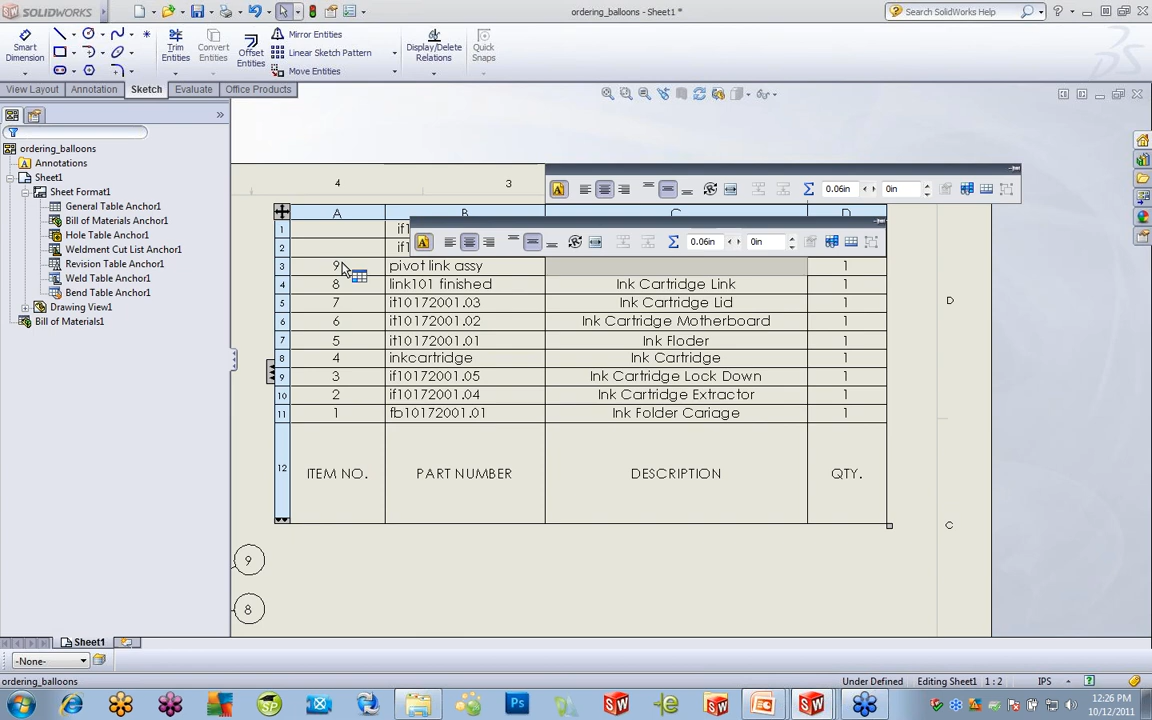 SOLIDWORKS
ordering_balloons - Sheet1 *
Search SolidWorks Help
Smart Dimension
Trim Entities
Convert Entities
Offset Entities
Mirror Entities
Linear Sketch Pattern
Move Entities
Display/Delete Relations
Quick Snaps
View Layout
Annotation
Sketch
Evaluate
Office Products
ordering_balloons
Annotations
Sheet1
Sheet Format1
General Table Anchor1
Bill of Materials Anchor1
Hole Table Anchor1
Weldment Cut List Anchor1
Revision Table Anchor1
Weld Table Anchor1
Bend Table Anchor1
Drawing View1
Bill of Materials1
4 3
0.06in 0in
A B C D
1 if1
2 if1
0.06in 0in
3 9 pivot link assy 1
4 8 link101 finished Ink Cartridge Link 1
5 7 if10172001.03 Ink Cartridge Lid 1
6 6 it10172001.02 Ink Cartridge Motherboard 1
7 5 it10172001.01 Ink Floder 1
8 4 inkcartridge Ink Cartridge 1
9 3 if10172001.05 Ink Cartridge Lock Down 1
10 2 if10172001.04 Ink Cartridge Extractor 1
11 1 fb10172001.01 Ink Folder Cariage 1
12 ITEM NO. PART NUMBER DESCRIPTION QTY.
D
C
9
8
Sheet1
-None-
ordering_balloons
Under Defined Editing Sheet1 1 : 2 IPS
12:26 PM
10/12/2011